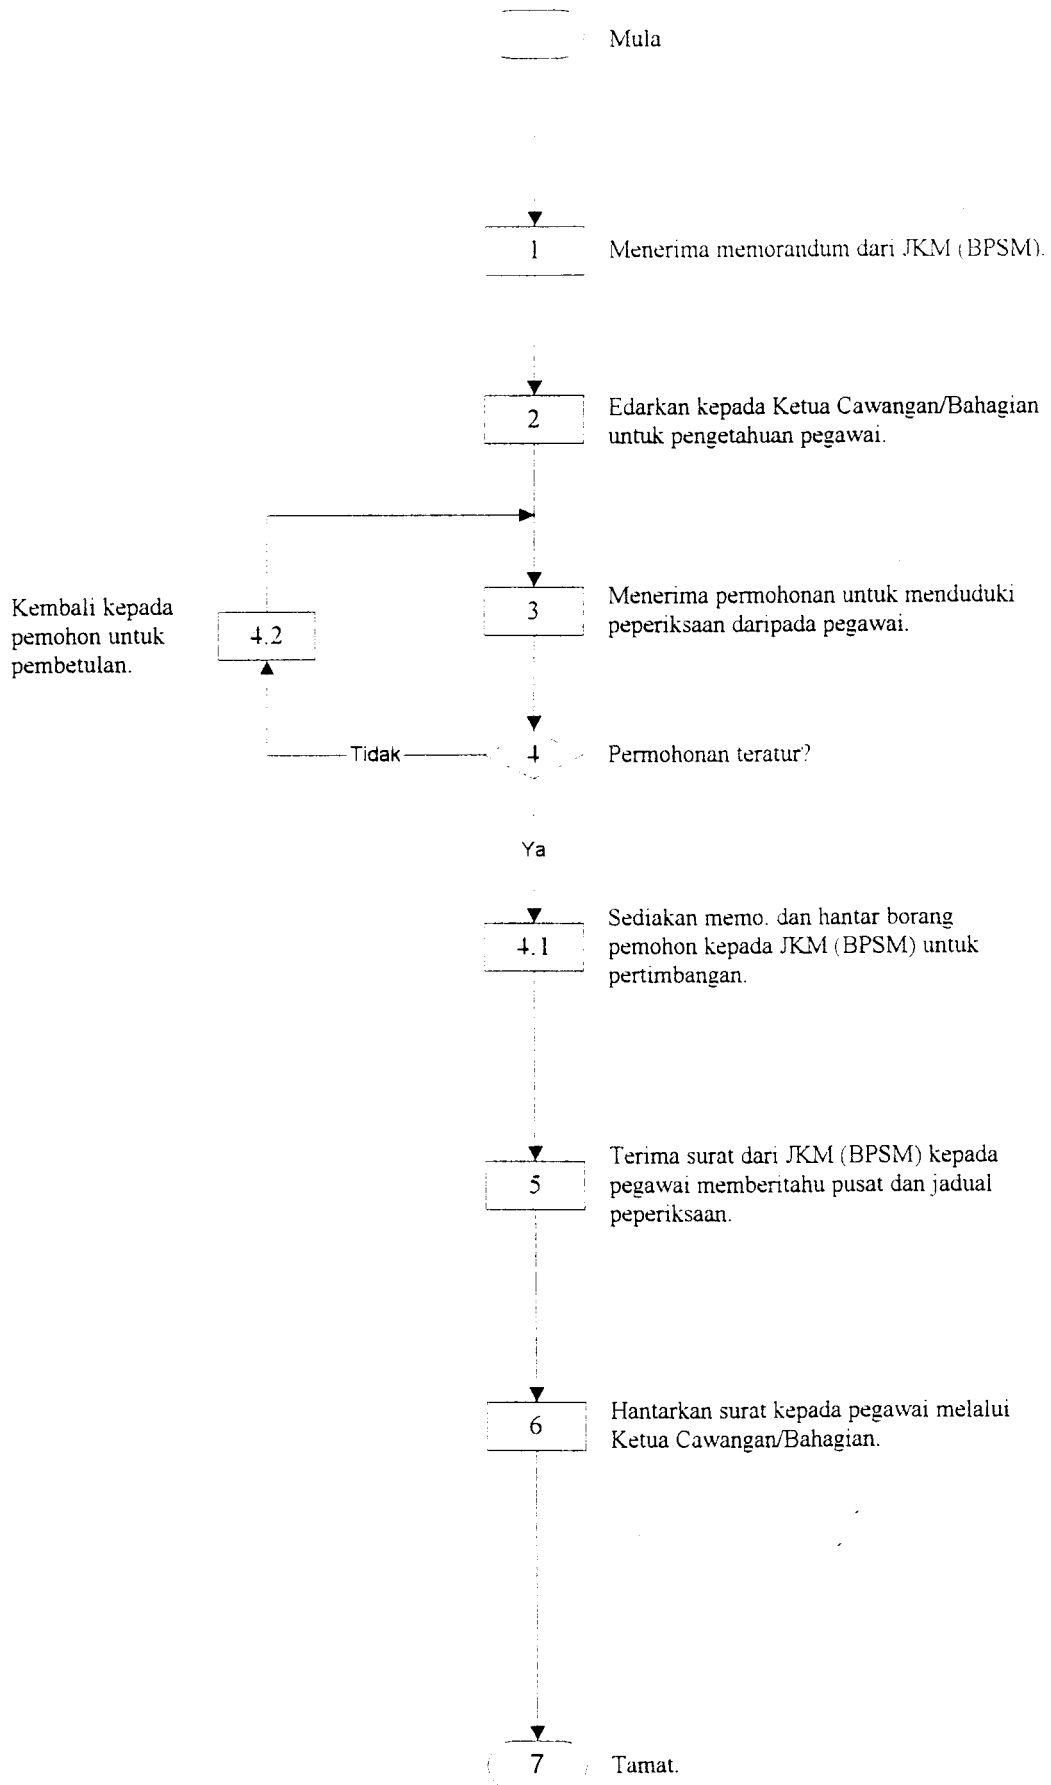 Mula
1
Menerima memorandum dari JKM (BPSM).
2
Edarkan kepada Ketua Cawangan/Bahagian
untuk pengetahuan pegawai.
3
Menerima permohonan untuk menduduki
peperiksaan daripada pegawai.
Kembali kepada
pemohon untuk
pembetulan.
4.2
Tidak
4
Permohonan teratur?
Ya
4.1
Sediakan memo. dan hantar borang
pemohon kepada JKM (BPSM) untuk
pertimbangan.
5
Terima surat dari JKM (BPSM) kepada
pegawai memberitahu pusat dan jadual
peperiksaan.
6
Hantarkan surat kepada pegawai melalui
Ketua Cawangan/Bahagian.
7
Tamat.